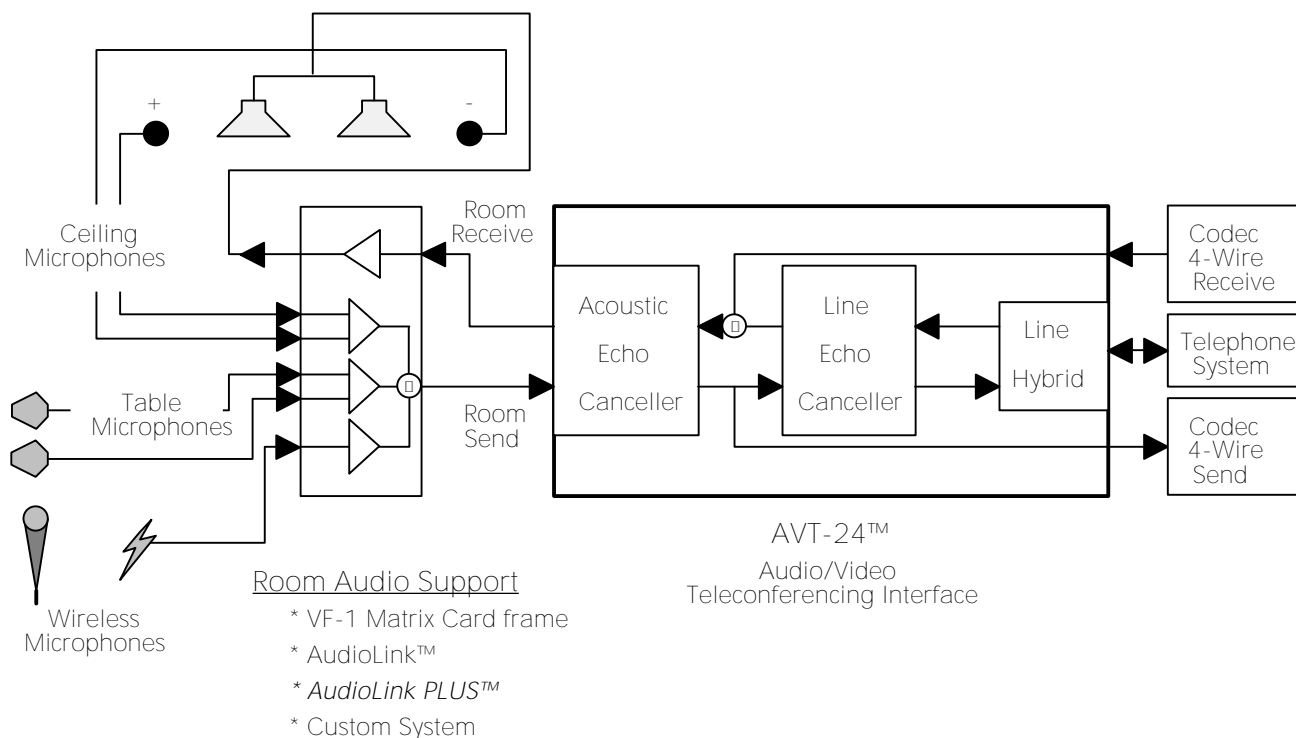 +
-
Ceiling
Microphones
Room
Receive
Codec
4-Wire
Receive
Acoustic
Echo
Canceller
Line
Echo
Canceller
Line
Hybrid
Telephone
System
Table
Microphones
Room
Send
Codec
4-Wire
Send
AVT-24™
Audio/Video
Teleconferencing Interface
Wireless
Microphones
Room Audio Support
* VF-1 Matrix Card frame
* AudioLink™
* AudioLink PLUS™
* Custom System